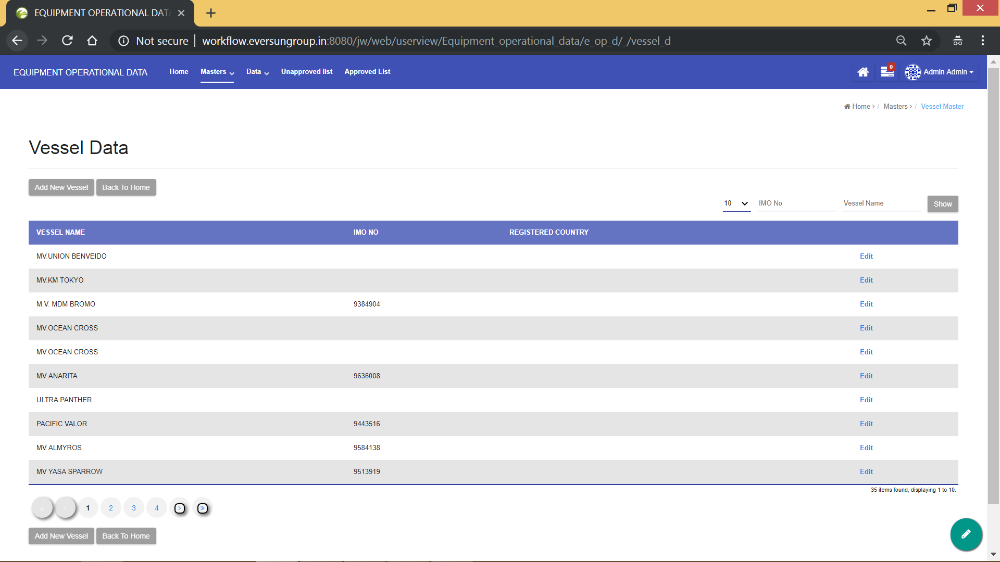 EQUIPMENT OPERATIONAL DAT
Not secure workflow.eversungroup.in:8080/jw/web/userview/Equipment_operational_data/e_op_d/_/vessel_d
EQUIPMENT OPERATIONAL DATA Home Masters Data Unapproved list Approved List 0 Admin Admin
Home > / Masters > / Vessel Master
Vessel Data
Add New Vessel Back To Home
10 IMO No Vessel Name Show
VESSEL NAME IMO NO REGISTERED COUNTRY
MV.UNION BENVEIDO Edit
MV.KM TOKYO Edit
M.V. MDM BROMO 9384904 Edit
MV.OCEAN CROSS Edit
MV.OCEAN CROSS Edit
MV ANARITA 9636008 Edit
ULTRA PANTHER Edit
PACIFIC VALOR 9443516 Edit
MV ALMYROS 9584138 Edit
MV YASA SPARROW 9513919 Edit
35 items found, displaying 1 to 10.
« ‹ 1 2 3 4 › »
Add New Vessel Back To Home